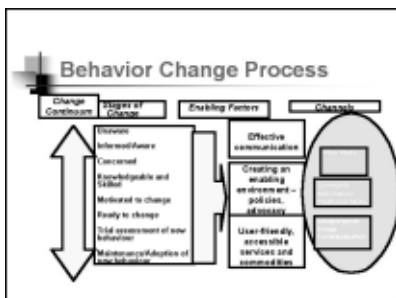 Behavior Change Process
Change
Continuum
Stages of
Change
Enabling Factors
Channels
Unaware
Informed/Aware
Concerned
Knowledgeable and
Skilled
Motivated to change
Ready to change
Trial assessment of new
behaviour
Maintenance/Adoption of
new behaviour
Effective
communication
Creating an
enabling
environment –
policies,
advocacy
User-friendly,
accessible
services and
commodities